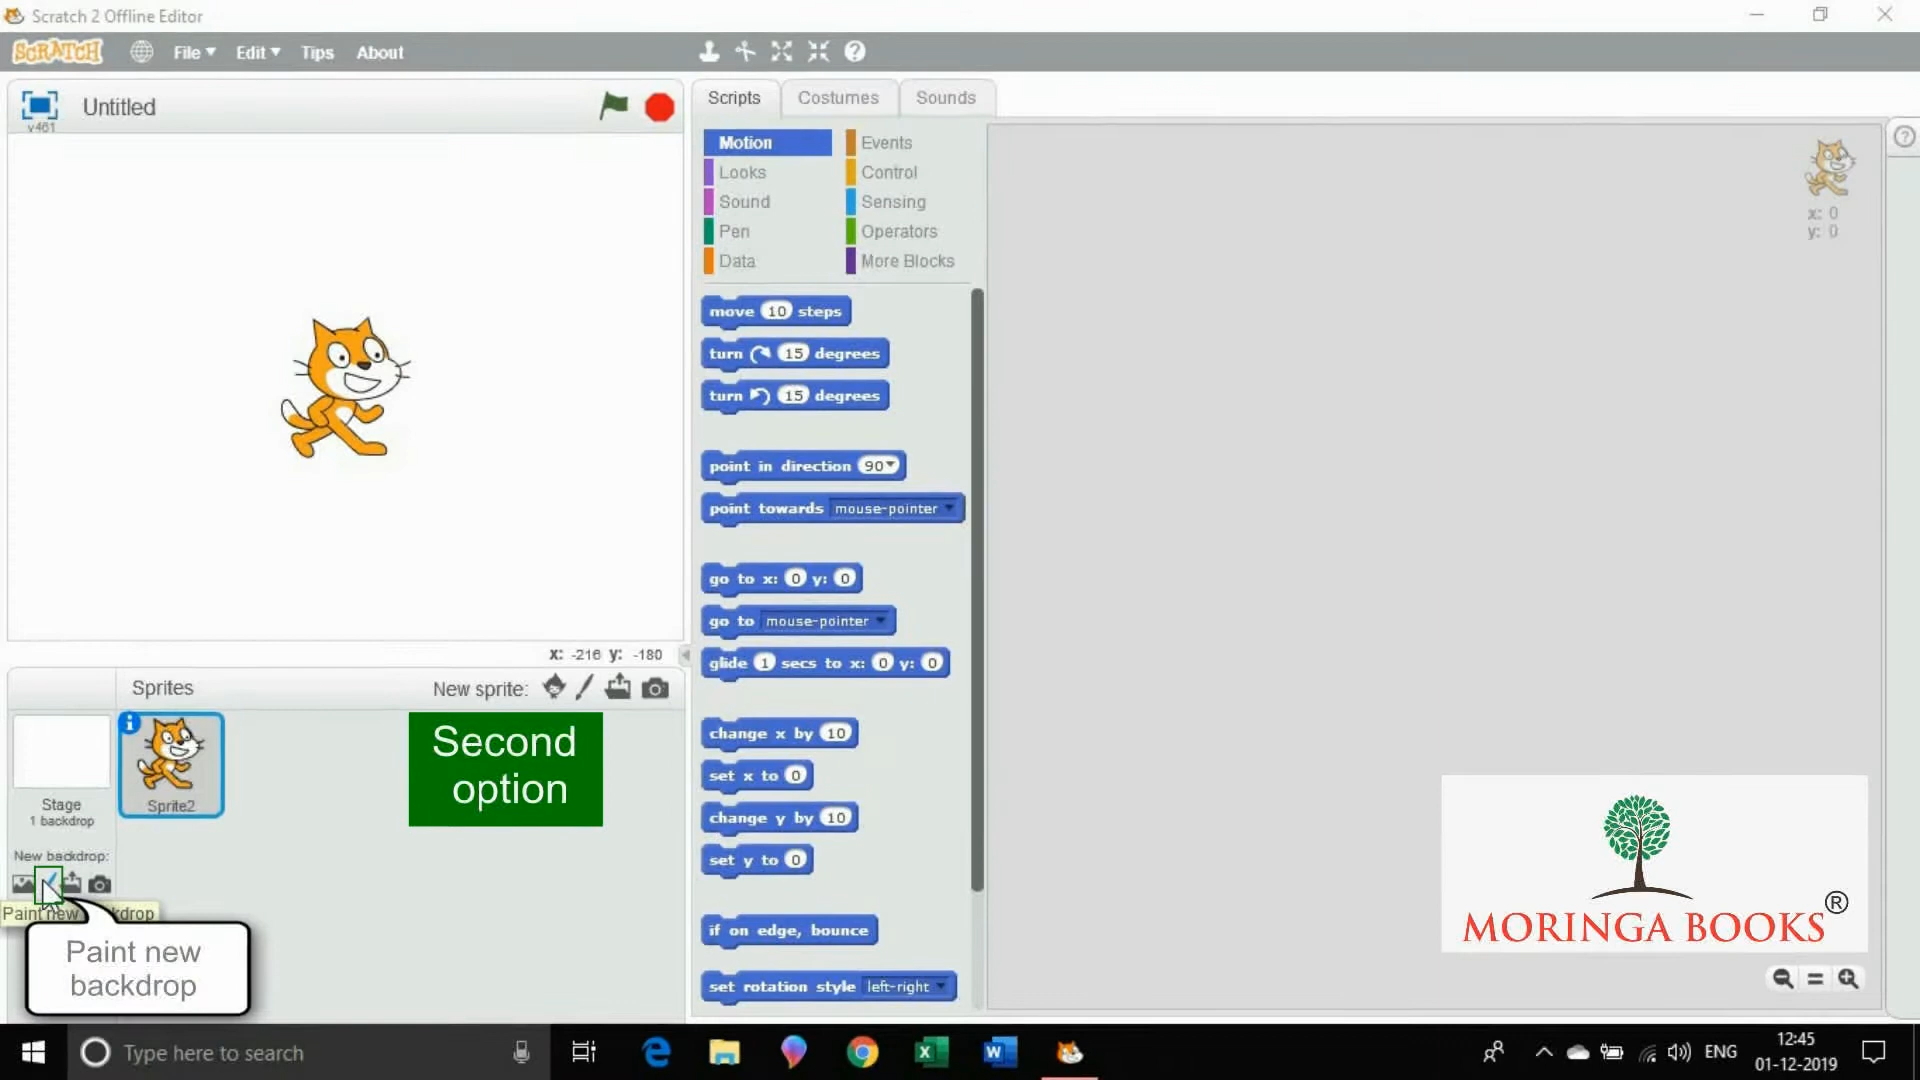 Scratch 2 Offline Editor
SCRATCH File Edit Tips About
v461
Untitled
Scripts Costumes Sounds
Motion Events
Looks Control
Sound Sensing
Pen Operators
Data More Blocks
x: 0
y: 0
move 10 steps
turn 15 degrees
turn 15 degrees
point in direction 90
point towards mouse-pointer
go to x: 0 y: 0
go to mouse-pointer
glide 1 secs to x: 0 y: 0
change x by 10
set x to 0
change y by 10
set y to 0
if on edge, bounce
set rotation style left-right
x: -216 y: -180
Sprites New sprite:
Second
option
Stage
1 backdrop
Sprite2
New backdrop:
Paint new
Paint new
backdrop
MORINGA BOOKS®
Type here to search
ENG
12:45
01-12-2019